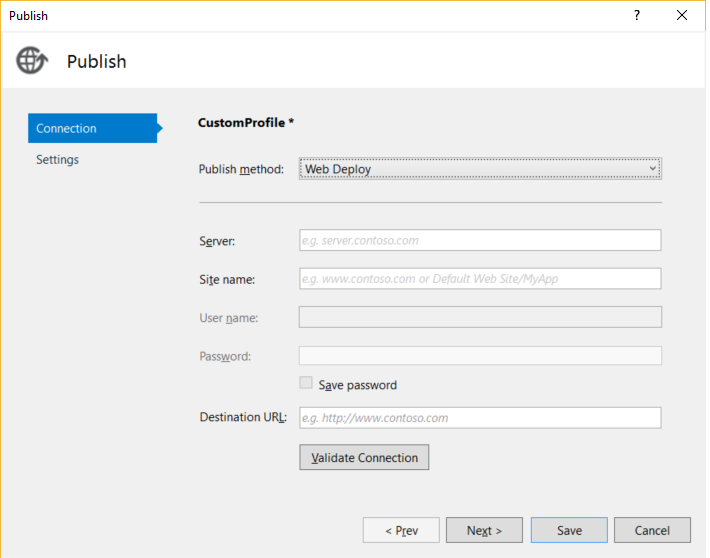 Publish
?
Publish
Connection
Settings
CustomProfile *
Publish method: Web Deploy
Server: e.g. server.contoso.com
Site name: e.g. www.contoso.com or Default Web Site/MyApp
User name:
Password:
Save password
Destination URL: e.g. http://www.contoso.com
Validate Connection
< Prev Next > Save Cancel